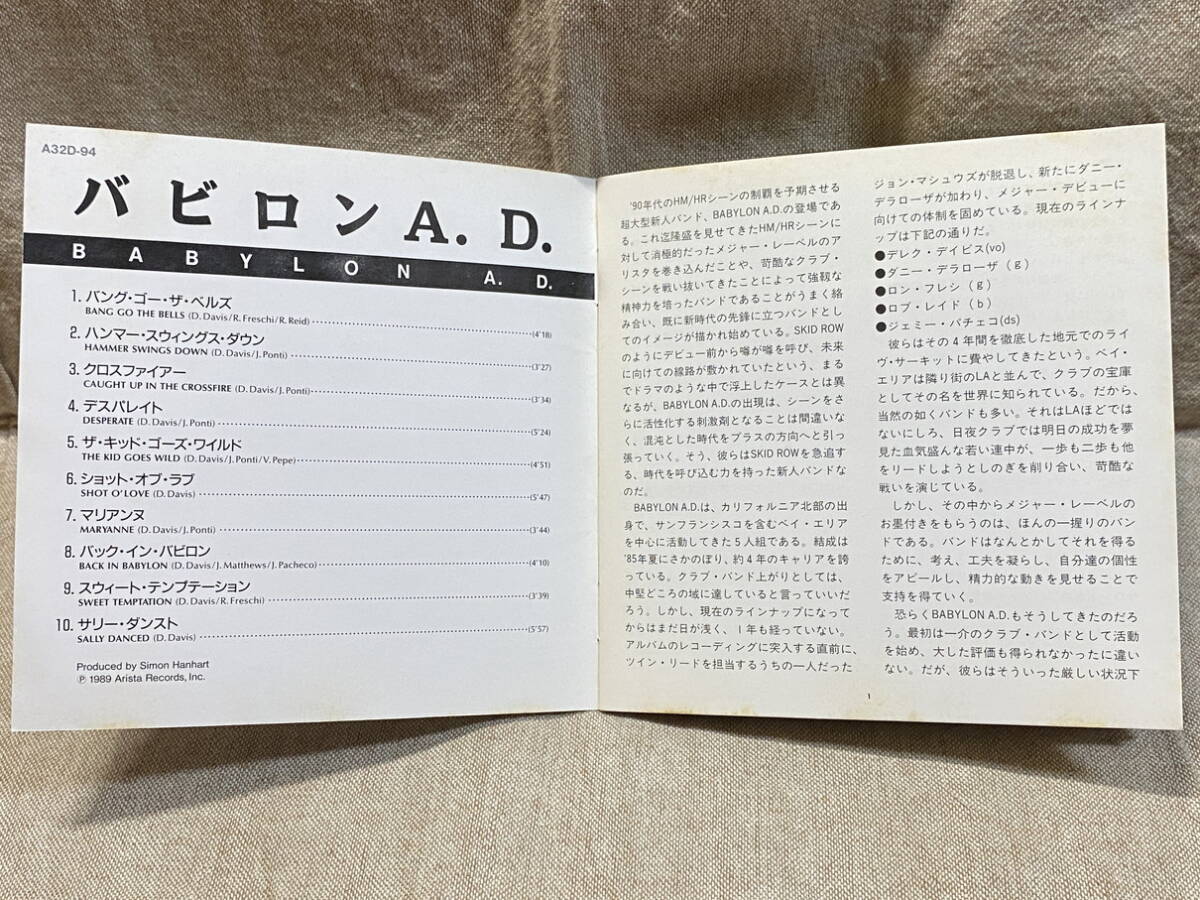 A32D-94
バビロンA. D.
BABYLON A. D.
1. バング・ゴー・ザ・ベルズ
BANG GO THE BELLS (D. Davis/R. Freschi/R. Reid) (4'18)
2. ハンマー・スウィングス・ダウン
HAMMER SWINGS DOWN (D. Davis/J. Ponti) (3'27)
3. クロスファイアー
CAUGHT UP IN THE CROSSFIRE (D. Davis/J. Ponti) (3'34)
4. デスパレイト
DESPERATE (D. Davis/J. Ponti) (5'24)
5. ザ・キッド・ゴーズ・ワイルド
THE KID GOES WILD (D. Davis/J. Ponti/V. Pepe) (4'51)
6. ショット・オブ・ラブ
SHOT O'LOVE (D. Davis) (5'47)
7. マリアンヌ
MARYANNE (D. Davis/J. Ponti) (3'44)
8. バック・イン・バビロン
BACK IN BABYLON (D. Davis/J. Matthews/J. Pacheco) (4'10)
9. スウィート・テンプテーション
SWEET TEMPTATION (D. Davis/R. Freschi) (3'39)
10. サリー・ダンスト
SALLY DANCED (D. Davis) (5'57)
Produced by Simon Hanhart
Ⓟ 1989 Arista Records, Inc.
'90年代のHM/HRシーンの制覇を予期させる
超大型新人バンド、BABYLON A.D.の登場であ
る。これ迄隆盛を見せてきたHM/HRシーンに
対して消極的だったメジャー・レーベルのア
リスタを巻き込んだことや、苛酷なクラブ・
シーンを戦い抜いてきたことによって強靱な
精神力を培ったバンドであることがうまく絡
み合い、既に新時代の先鋒に立つバンドとし
てのイメージが描かれ始めている。SKID ROW
のようにデビュー前から噂が噂を呼び、未来
に向けての線路が敷かれていたという、まる
でドラマのような中で浮上したケースとは異
なるが、BABYLON A.D.の出現は、シーンをさ
らに活性化する刺激剤となることは間違いな
く、混沌とした時代をプラスの方向へと引っ
張っていく。そう、彼らはSKID ROWを急追す
る、時代を呼び込む力を持った新人バンドな
のだ。
BABYLON A.D.は、カリフォルニア北部の出
身で、サンフランシスコを含むベイ・エリア
を中心に活動してきた5人組である。結成は
'85年夏にさかのぼり、約4年のキャリアを誇
っている。クラブ・バンド上がりとしては、
中堅どころの域に達していると言っていいだ
ろう。しかし、現在のラインナップになって
からはまだ日が浅く、1年も経っていない。
アルバムのレコーディングに突入する直前に、
ツイン・リードを担当するうちの一人だった
ジョン・マシュウズが脱退し、新たにダニー・
デラローザが加わり、メジャー・デビューに
向けての体制を固めている。現在のラインナ
ップは下記の通りだ。
●デレク・デイビス(vo)
●ダニー・デラローザ(g)
●ロン・フレシ(g)
●ロブ・レイド(b)
●ジェミー・パチェコ(ds)
彼らはその4年間を徹底した地元でのライ
ヴ・サーキットに費やしてきたという。ベイ・
エリアは隣り街のLAと並んで、クラブの宝庫
としてその名を世界に知られている。だから、
当然の如くバンドも多い。それはLAほどでは
ないにしろ、日夜クラブでは明日の成功を夢
見た血気盛んな若い連中が、一歩も二歩も他
をリードしようとしのぎを削り合い、苛酷な
戦いを演じている。
しかし、その中からメジャー・レーベルの
お墨付きをもらうのは、ほんの一握りのバン
ドである。バンドはなんとかしてそれを得る
ために、考え、工夫を凝らし、自分達の個性
をアピールし、精力的な動きを見せることで
支持を得ていく。
恐らくBABYLON A.D.もそうしてきたのだろ
う。最初は一介のクラブ・バンドとして活動
を始め、大した評価も得られなかったに違い
ない。だが、彼らはそういった厳しい状況下
1